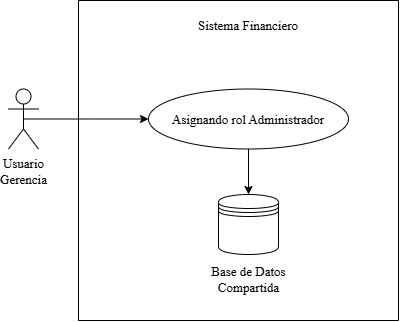 Sistema Financiero
Asignando rol Administrador
Usuario
Gerencia
Base de Datos
Compartida